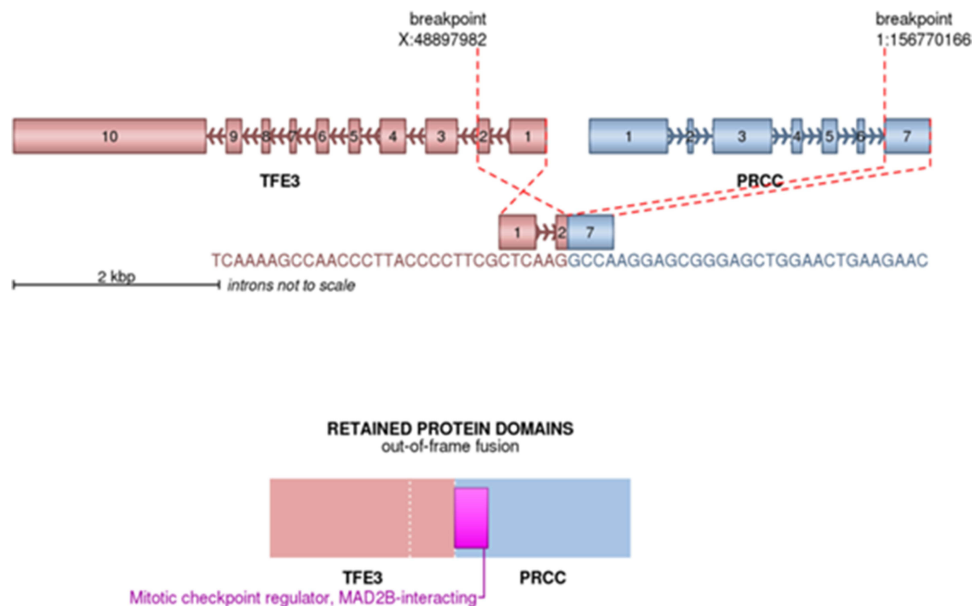 breakpoint
X:48897982
breakpoint
1:156770166
10 9 8 7 6 5 4 3 2 1
1 2 3 4 5 6 7
TFE3
PRCC
1 2 7
TCAAAAGCCAACCCTTACCCCTTCGCTCAAGGCCAAGGAGCGGGAGCTGGAACTGAAGAAC
2 kbp
introns not to scale
RETAINED PROTEIN DOMAINS
out-of-frame fusion
TFE3
PRCC
Mitotic checkpoint regulator, MAD2B-interacting